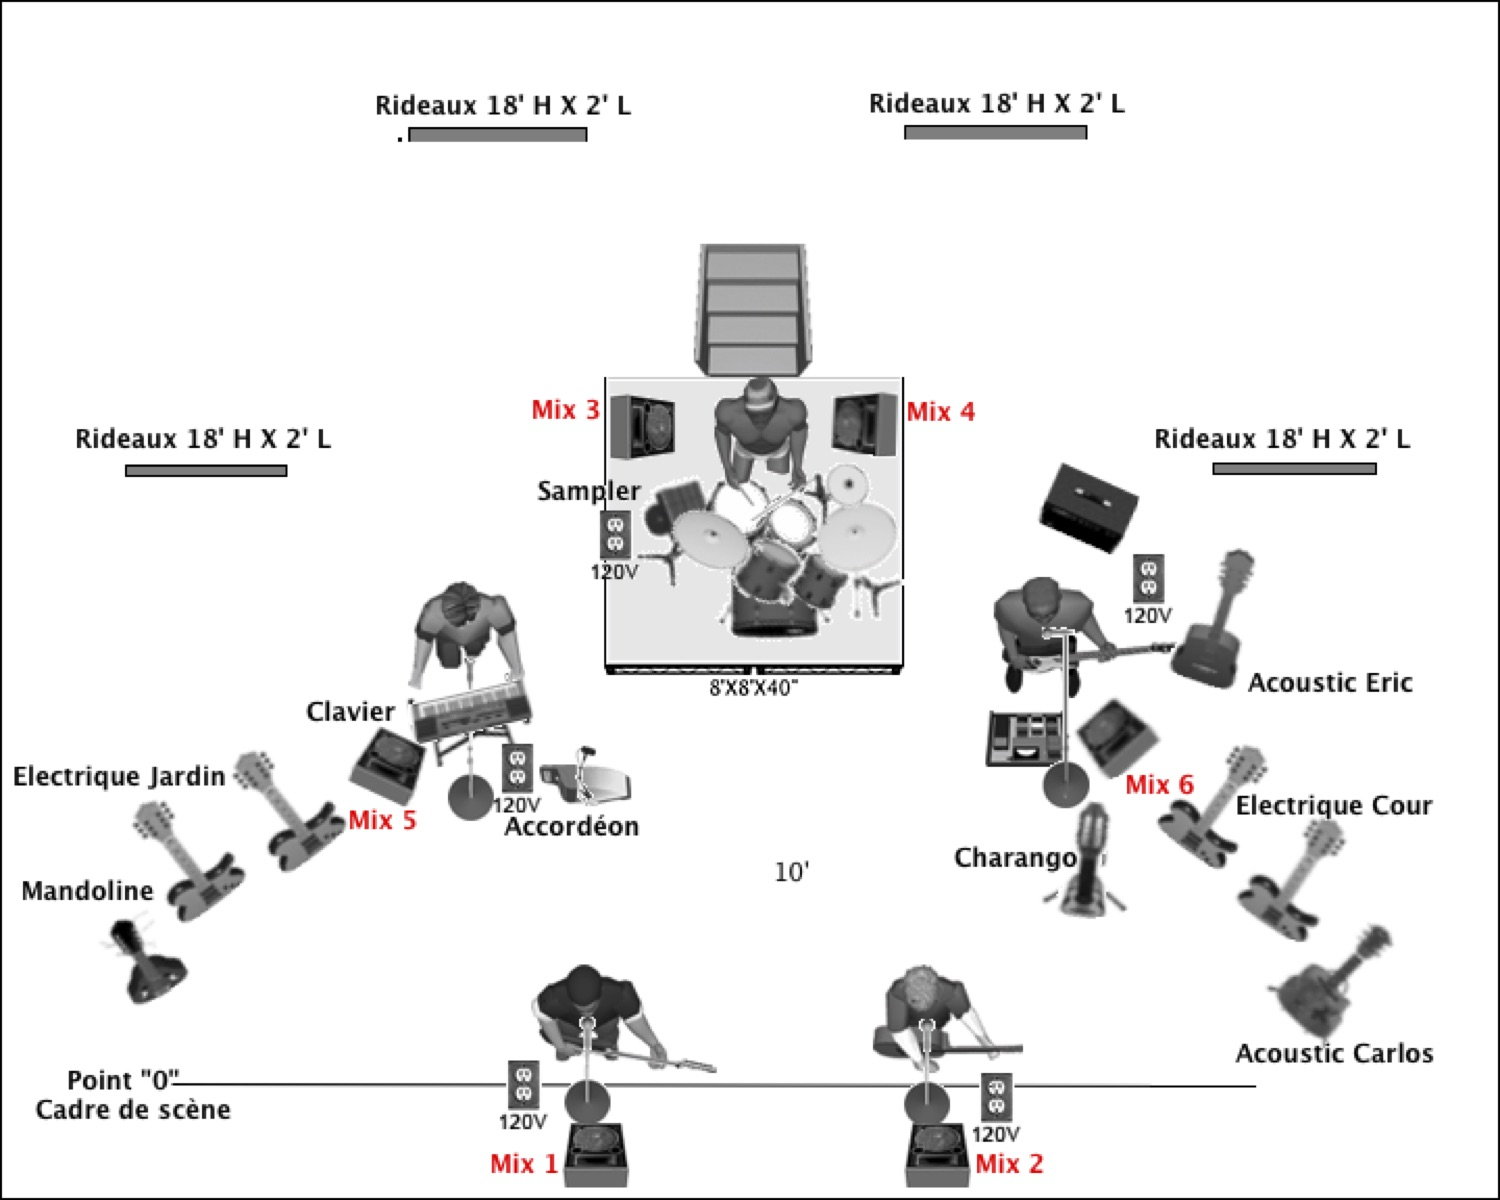 Rideaux 18' H X 2' L
Rideaux 18' H X 2' L
Mix 3
Mix 4
Rideaux 18' H X 2' L
Rideaux 18' H X 2' L
Sampler
120V
120V
8'X8'X40"
Acoustic Eric
Clavier
Electrique Jardin
Mix 6
120V
Electrique Cour
Mix 5
Accordéon
Charango
10'
Mandoline
Acoustic Carlos
Point "0"
Cadre de scène
120V
120V
Mix 1
Mix 2